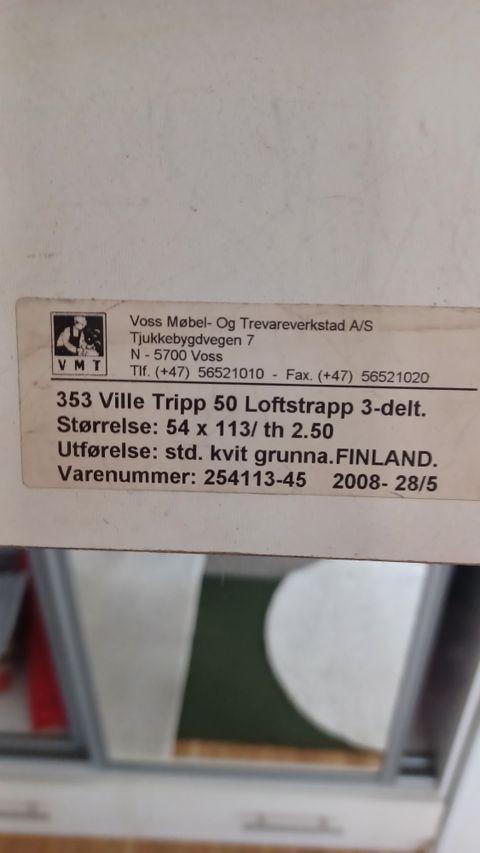 Voss Møbel- Og Trevareverkstad A/S
Tjukkebygdvegen 7
N - 5700 Voss
Tlf. (+47) 56521010 - Fax. (+47) 56521020
V M T
353 Ville Tripp 50 Loftstrapp 3-delt.
Størrelse: 54 x 113/ th 2.50
Utførelse: std. kvit grunna.FINLAND.
Varenummer: 254113-45 2008- 28/5